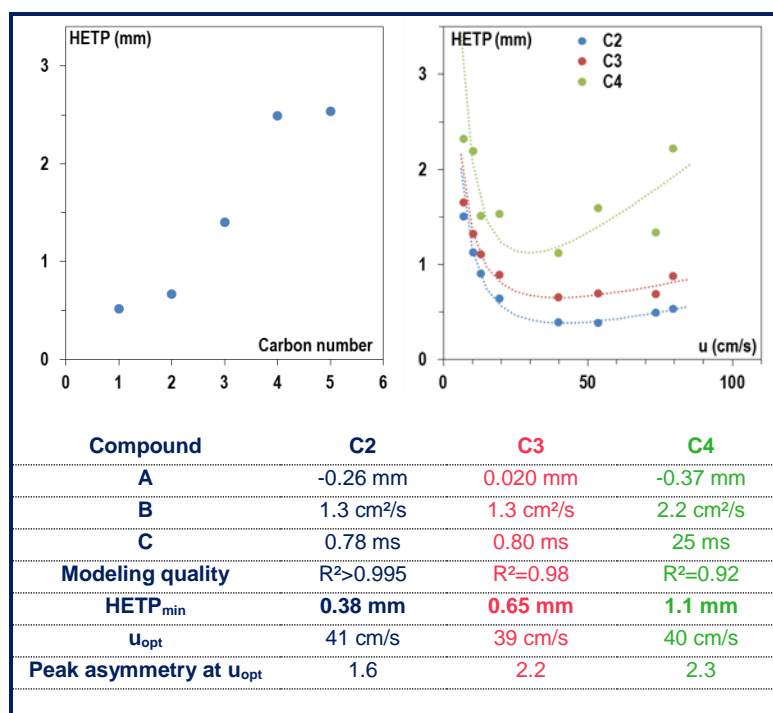 HETP (mm)
3
2
1
0
Carbon number
0 1 2 3 4 5 6
HETP (mm)
C2
C3
C4
3
2
1
0
u (cm/s)
0 50 100
Compound C2 C3 C4
A -0.26 mm 0.020 mm -0.37 mm
B 1.3 cm²/s 1.3 cm²/s 2.2 cm²/s
C 0.78 ms 0.80 ms 25 ms
Modeling quality R²>0.995 R²=0.98 R²=0.92
HETPmin 0.38 mm 0.65 mm 1.1 mm
uopt 41 cm/s 39 cm/s 40 cm/s
Peak asymmetry at uopt 1.6 2.2 2.3